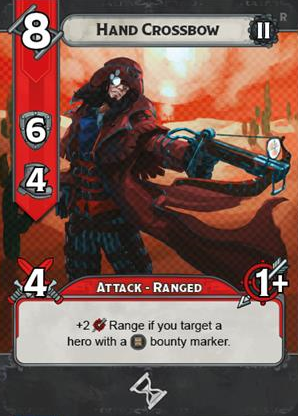 8
HAND CROSSBOW
II
R
6
4
4
ATTACK - RANGED
1+
+2 Range if you target a
hero with a bounty marker.